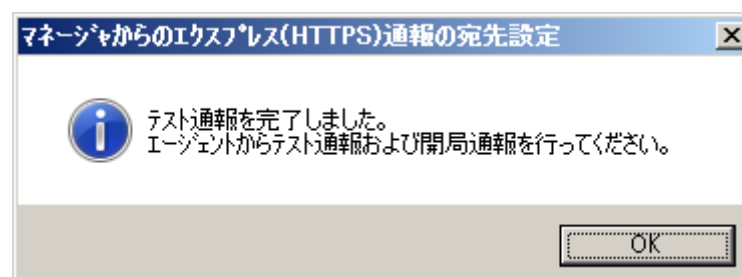 マネージャからのエクスプレス(HTTPS)通報の宛先設定
テスト通報を完了しました。
エージェントからテスト通報および開局通報を行ってください。
OK